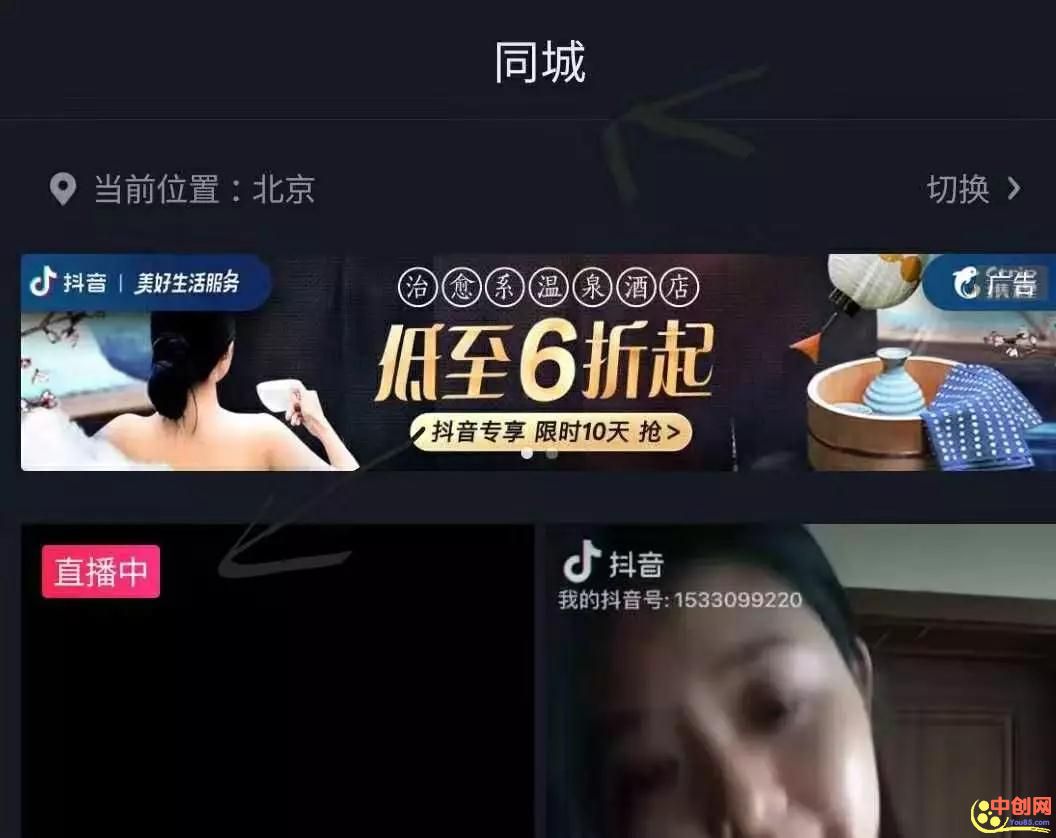 同城
当前位置：北京
切换 >
抖音 | 美好生活服务
治愈系温泉酒店
广告
低至6折起
抖音专享 限时10天 抢>
直播中
抖音
我的抖音号: 1533099220
中创网
You85.com